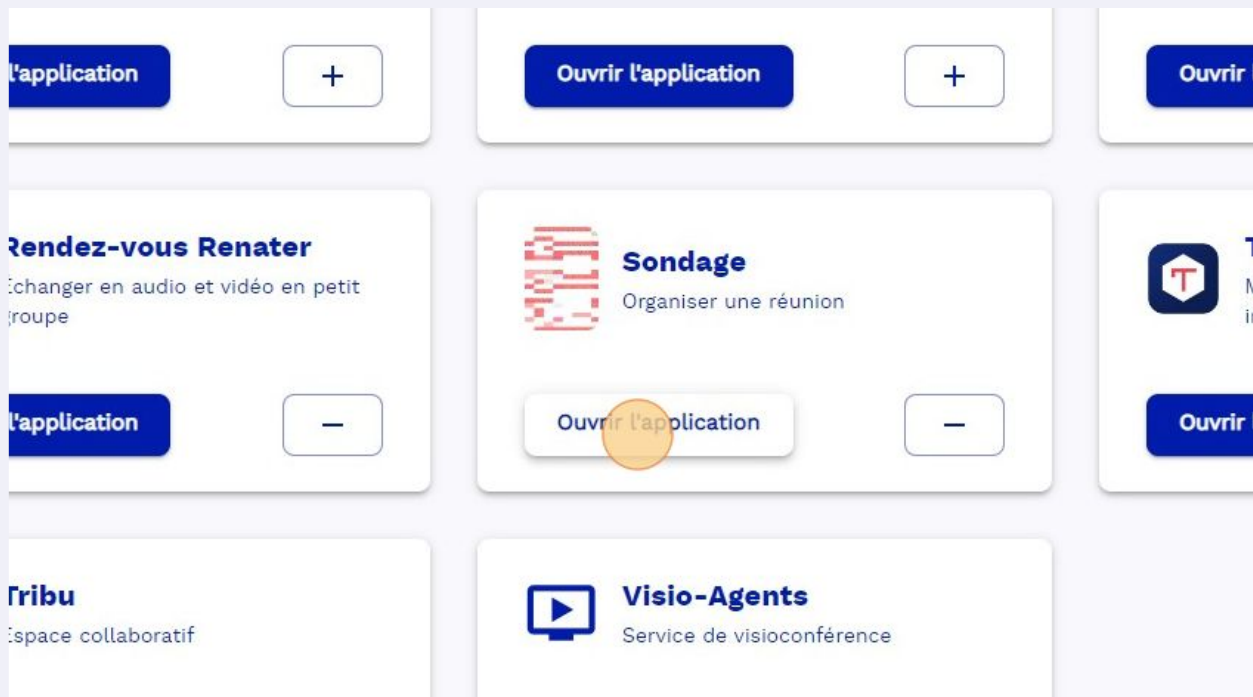 l'application
+
Ouvrir l'application
+
Ouvrir
Rendez-vous Renater
Echanger en audio et vidéo en petit
groupe
l'application
−
Sondage
Organiser une réunion
Ouvrir l'application
−
T
Ouvrir
Tribu
Espace collaboratif
Visio-Agents
Service de visioconférence